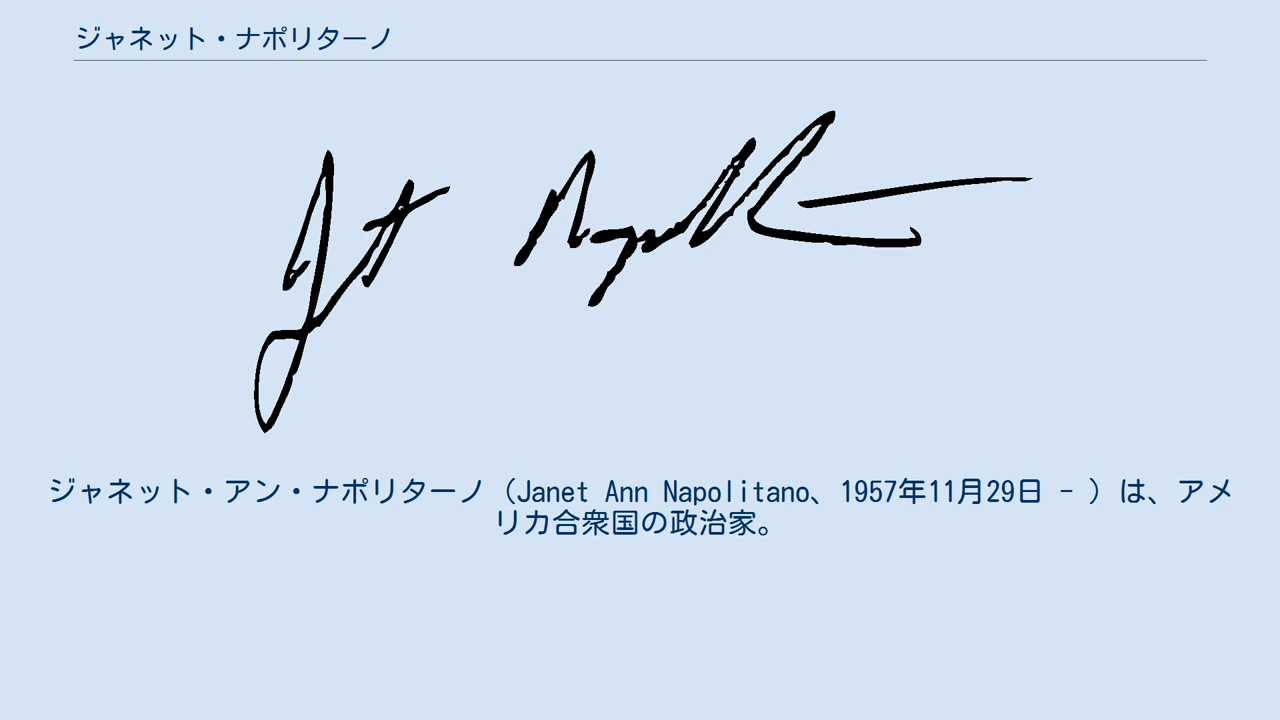 ジャネット・ナポリターノ
ジャネット・アン・ナポリターノ（Janet Ann Napolitano、1957年11月29日 - ）は、アメ
リカ合衆国の政治家。